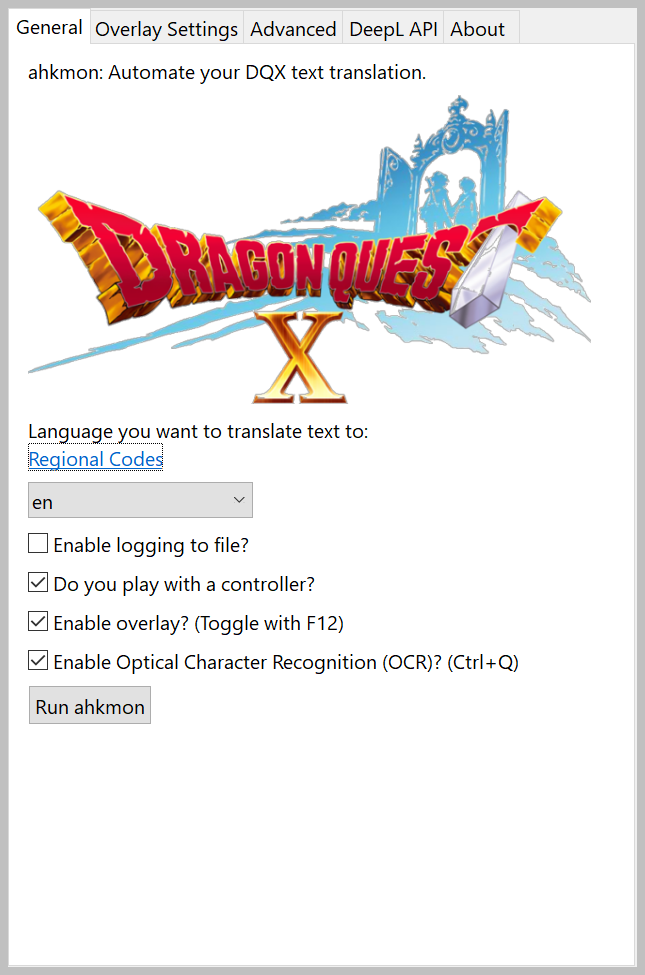 General
Overlay Settings
Advanced
DeepL API
About
ahkmon: Automate your DQX text translation.
DRAGON QUEST
X
Language you want to translate text to:
Regional Codes
en
Enable logging to file?
Do you play with a controller?
Enable overlay? (Toggle with F12)
Enable Optical Character Recognition (OCR)? (Ctrl+Q)
Run ahkmon